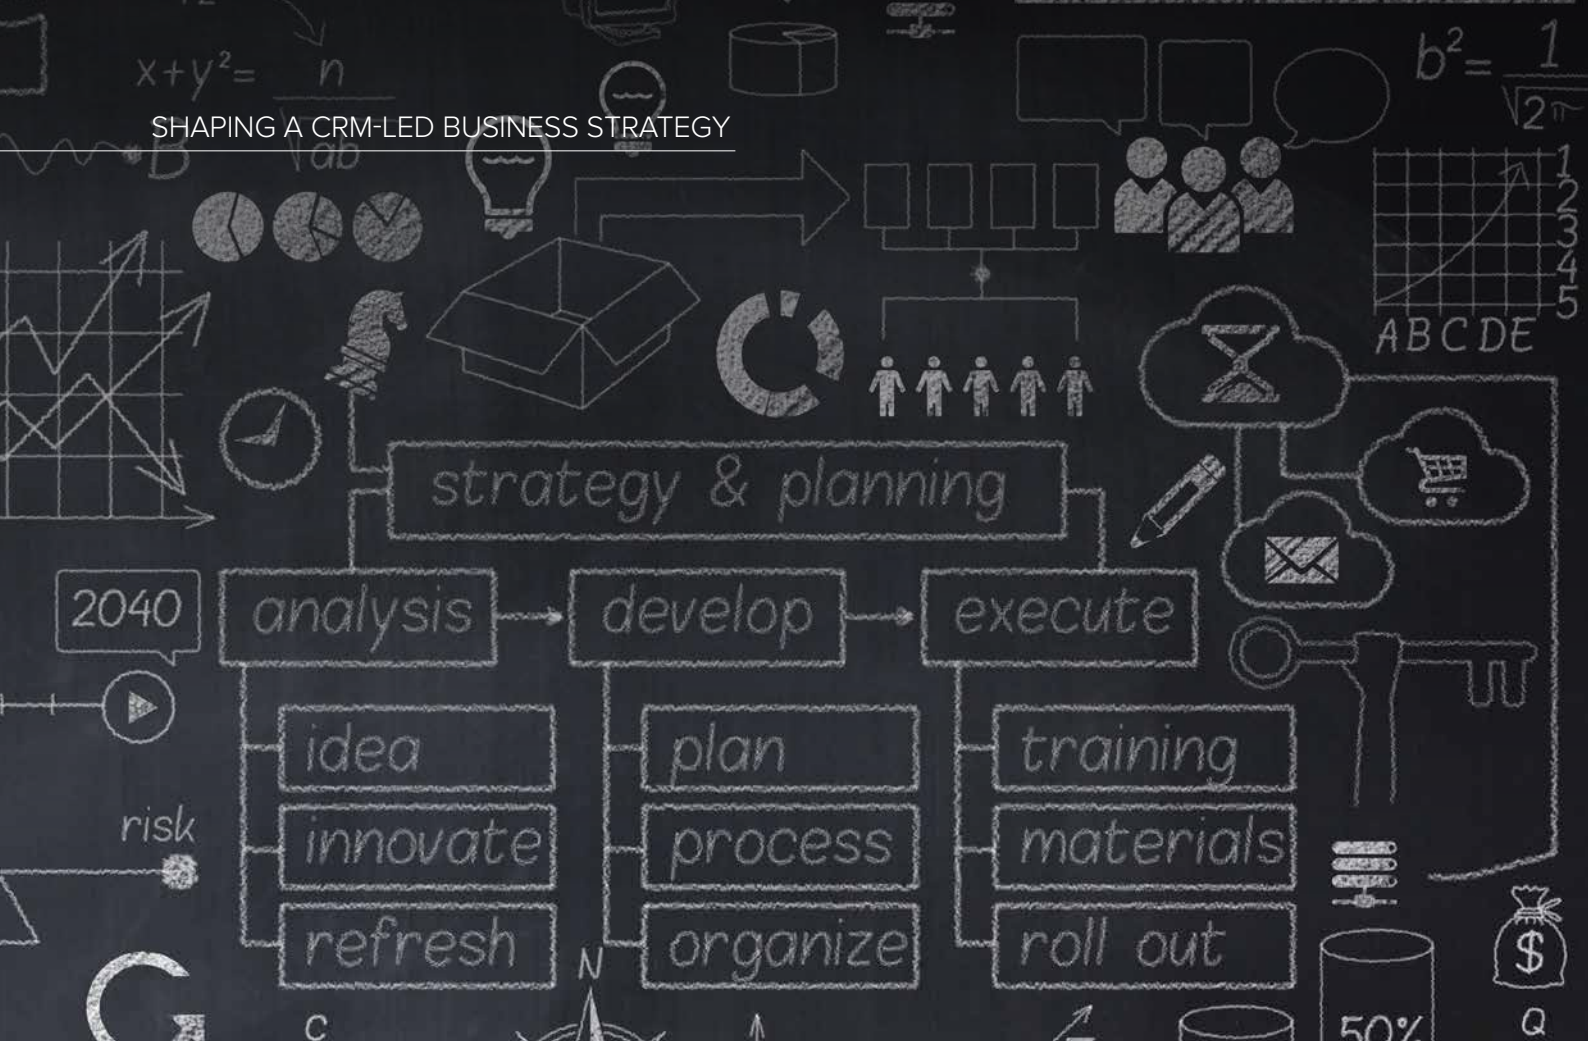 x+y²= n
b²= 1
√2π
SHAPING A CRM-LED BUSINESS STRATEGY
B √ab
1
2
3
4
5
A B C D E
strategy & planning
2040
analysis
develop
execute
idea
plan
training
risk
innovate
process
materials
refresh
organize
roll out
N
$
C
50%
Q